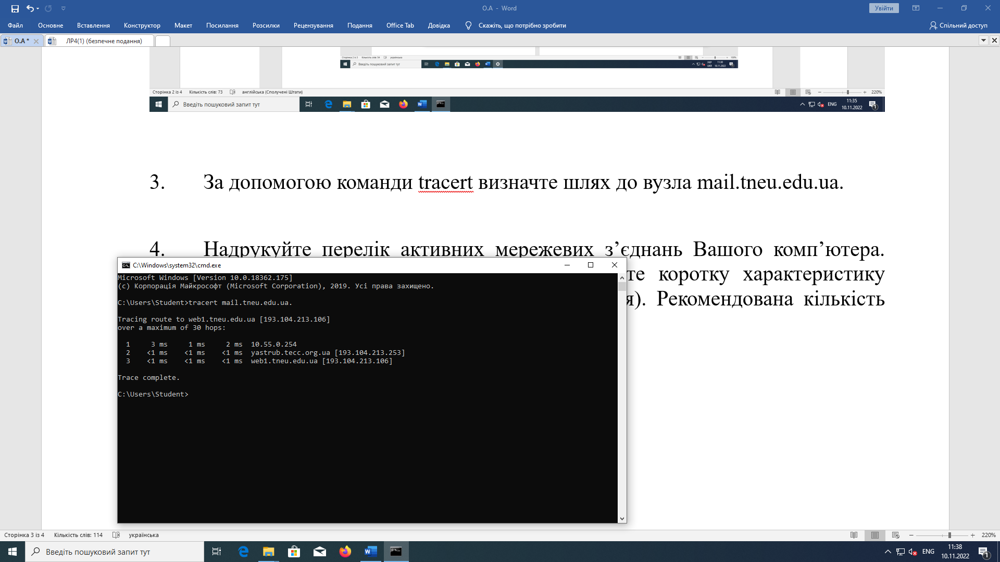 O.A - Word
Увійти
Файл Основне Вставлення Конструктор Макет Посилання Розсилки Рецензування Подання Office Tab Довідка Скажіть, що потрібно зробити Спільний доступ
O.A * ЛР4(1) (безпечне подання)
Введіть пошуковий запит тут
11:30
10.11.2022
Сторінка 2 із 4 Кількість слів: 73 англійська (Сполучені Штати) 220%
Введіть пошуковий запит тут ENG 11:35
10.11.2022
3. За допомогою команди tracert визначте шлях до вузла mail.tneu.edu.ua.
4. Надрукуйте перелік активних мережевих з’єднань Вашого комп’ютера.
те коротку характеристику
я). Рекомендована кількість
C:\Windows\system32\cmd.exe
Microsoft Windows [Version 10.0.18362.175]
(c) Корпорація Майкрософт (Microsoft Corporation), 2019. Усі права захищено.
C:\Users\Student>tracert mail.tneu.edu.ua.
Tracing route to web1.tneu.edu.ua [193.104.213.106]
over a maximum of 30 hops:
1 3 ms 1 ms 2 ms 10.55.0.254
2 <1 ms <1 ms <1 ms yastrub.tecc.org.ua [193.104.213.253]
3 <1 ms <1 ms <1 ms web1.tneu.edu.ua [193.104.213.106]
Trace complete.
C:\Users\Student>
Сторінка 3 із 4 Кількість слів: 114 українська 220%
Введіть пошуковий запит тут ENG 11:38
10.11.2022